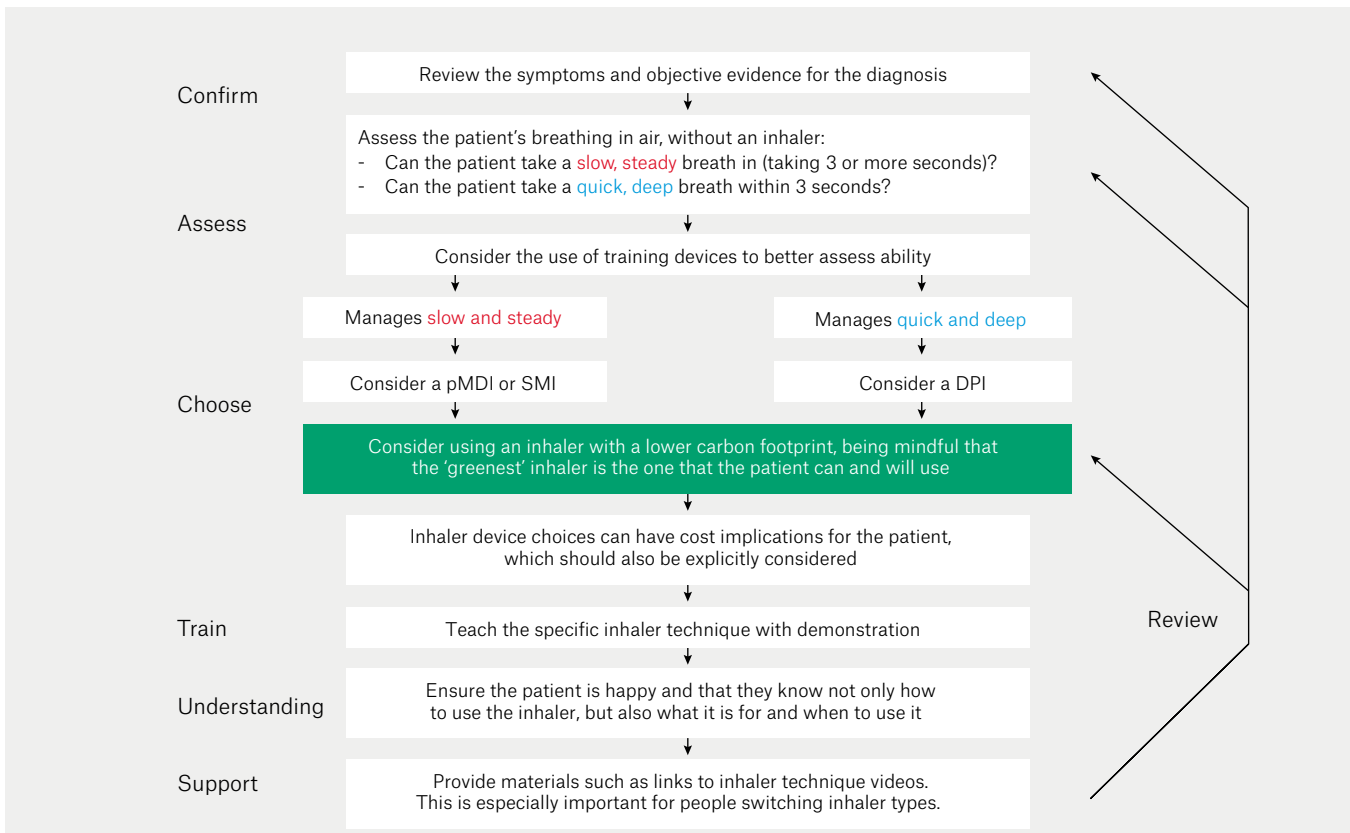 Confirm
Review the symptoms and objective evidence for the diagnosis
Assess the patient’s breathing in air, without an inhaler:
- Can the patient take a slow, steady breath in (taking 3 or more seconds)?
- Can the patient take a quick, deep breath within 3 seconds?
Assess
Consider the use of training devices to better assess ability
Manages slow and steady
Manages quick and deep
Consider a pMDI or SMI
Consider a DPI
Choose
Consider using an inhaler with a lower carbon footprint, being mindful that
the ‘greenest’ inhaler is the one that the patient can and will use
Inhaler device choices can have cost implications for the patient,
which should also be explicitly considered
Train
Teach the specific inhaler technique with demonstration
Review
Understanding
Ensure the patient is happy and that they know not only how
to use the inhaler, but also what it is for and when to use it
Support
Provide materials such as links to inhaler technique videos.
This is especially important for people switching inhaler types.